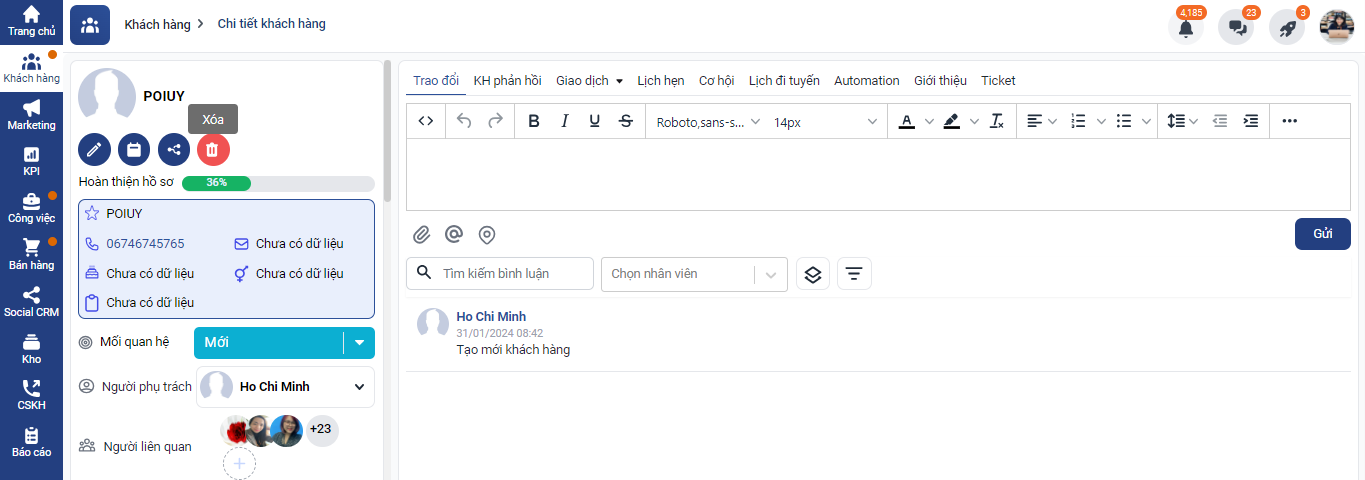 Trang chủ
Khách hàng
Marketing
KPI
Công việc
Bán hàng
Social CRM
Kho
CSKH
Báo cáo
Khách hàng
Chi tiết khách hàng
4,185
23
3
POIUY
Xóa
Hoàn thiện hồ sơ 36%
POIUY
06746745765 Chưa có dữ liệu
Chưa có dữ liệu Chưa có dữ liệu
Chưa có dữ liệu
Mối quan hệ Mới
Người phụ trách Ho Chi Minh
Người liên quan +23
Trao đổi KH phản hồi Giao dịch Lịch hẹn Cơ hội Lịch đi tuyến Automation Giới thiệu Ticket
B I U S Roboto,sans-s... 14px A
Gửi
Tìm kiếm bình luận Chọn nhân viên
Ho Chi Minh
31/01/2024 08:42
Tạo mới khách hàng